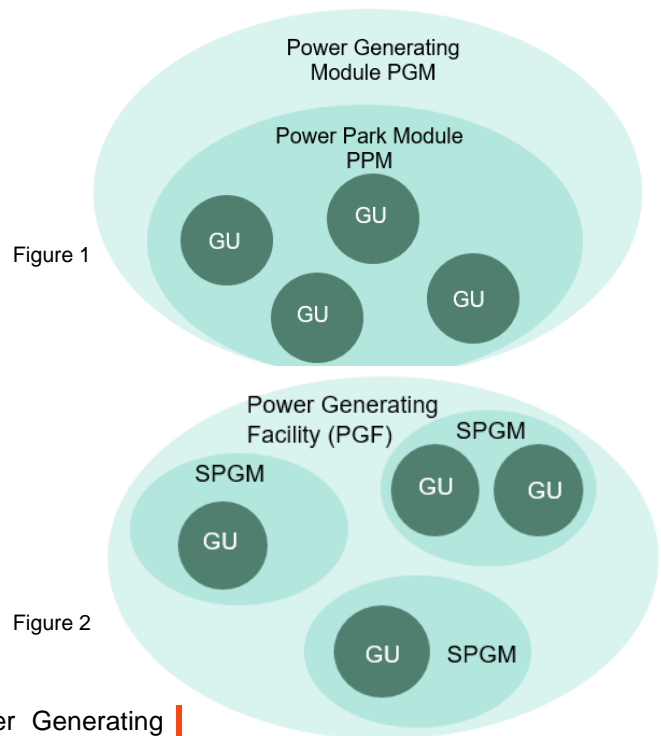 Power Generating
Module PGM
Power Park Module
PPM
GU
GU
GU
GU
Figure 1
Power Generating
Facility (PGF)
SPGM
SPGM
GU
GU
GU
Figure 2
GU
SPGM
Generating